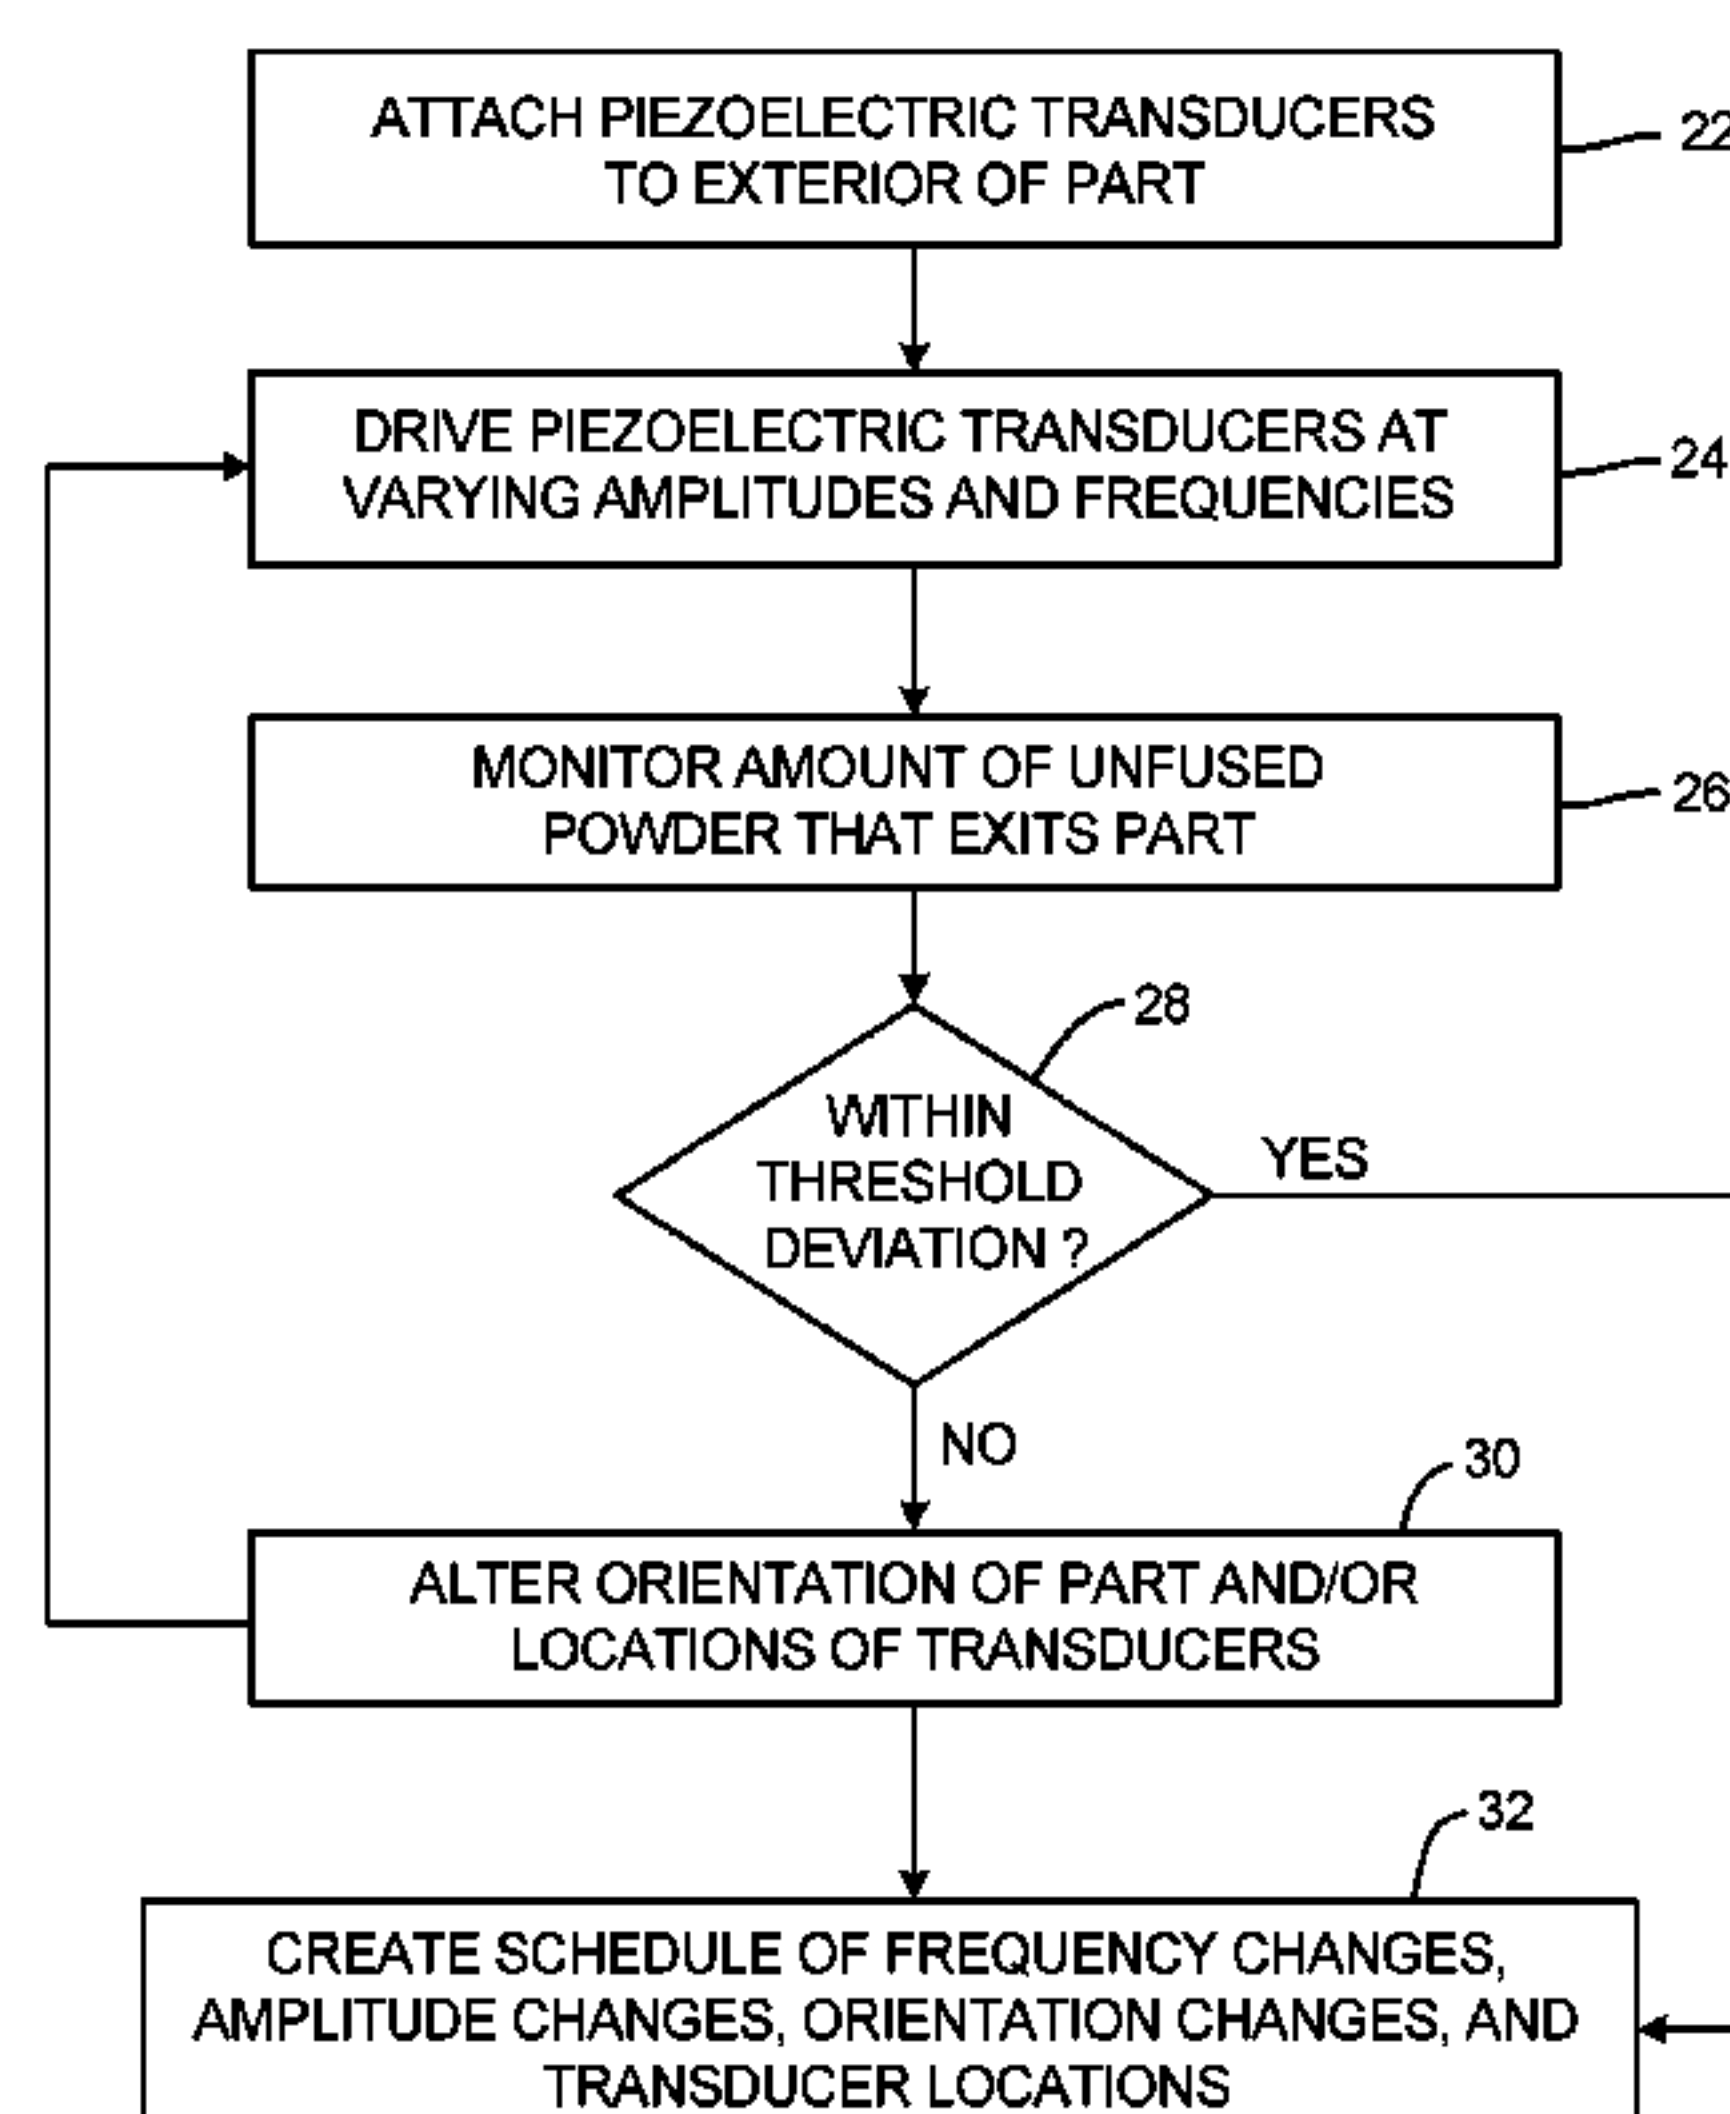 ATTACH PIEZOELECTRIC TRANSDUCERS
TO EXTERIOR OF PART
22
DRIVE PIEZOELECTRIC TRANSDUCERS AT
VARYING AMPLITUDES AND FREQUENCIES
24
MONITOR AMOUNT OF UNFUSED
POWDER THAT EXITS PART
26
28
WITHIN
THRESHOLD
DEVIATION ?
YES
NO
30
ALTER ORIENTATION OF PART AND/OR
LOCATIONS OF TRANSDUCERS
32
CREATE SCHEDULE OF FREQUENCY CHANGES,
AMPLITUDE CHANGES, ORIENTATION CHANGES, AND
TRANSDUCER LOCATIONS